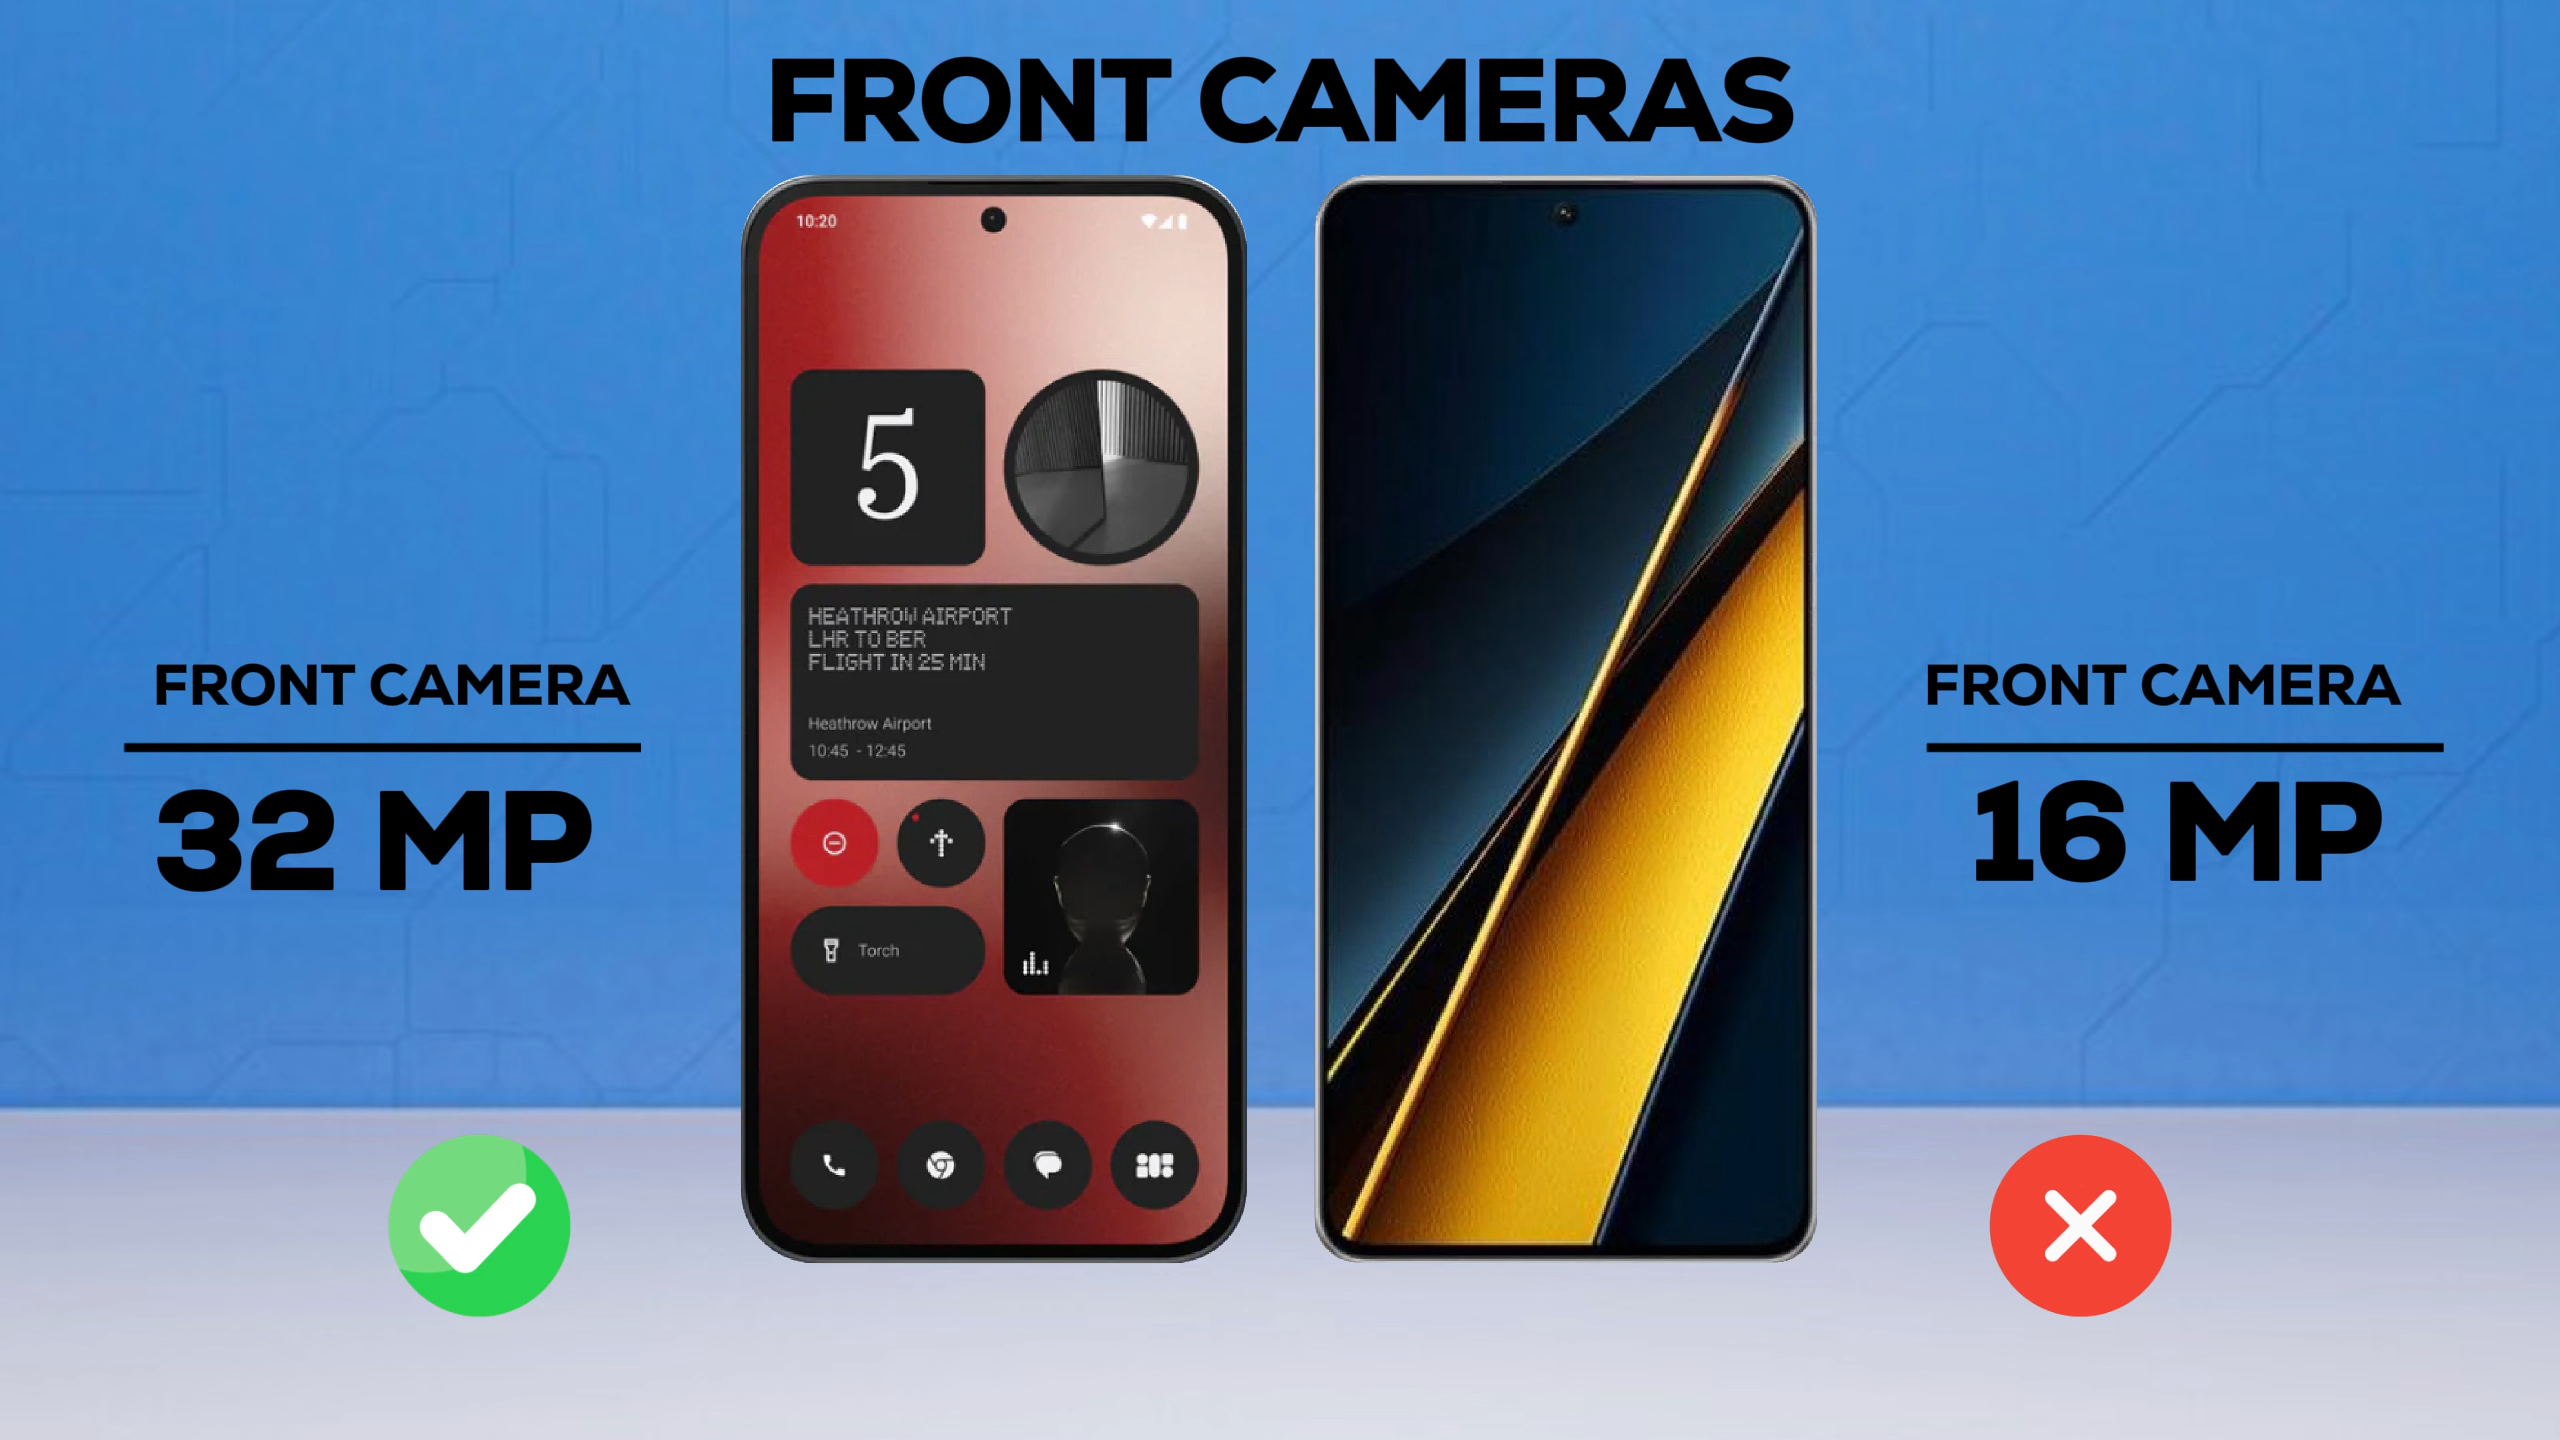 FRONT CAMERAS
FRONT CAMERA
32 MP
10:20
5
HEATHROW AIRPORT
LHR TO BER
FLIGHT IN 25 MIN
Heathrow Airport
10:45 - 12:45
Torch
FRONT CAMERA
16 MP